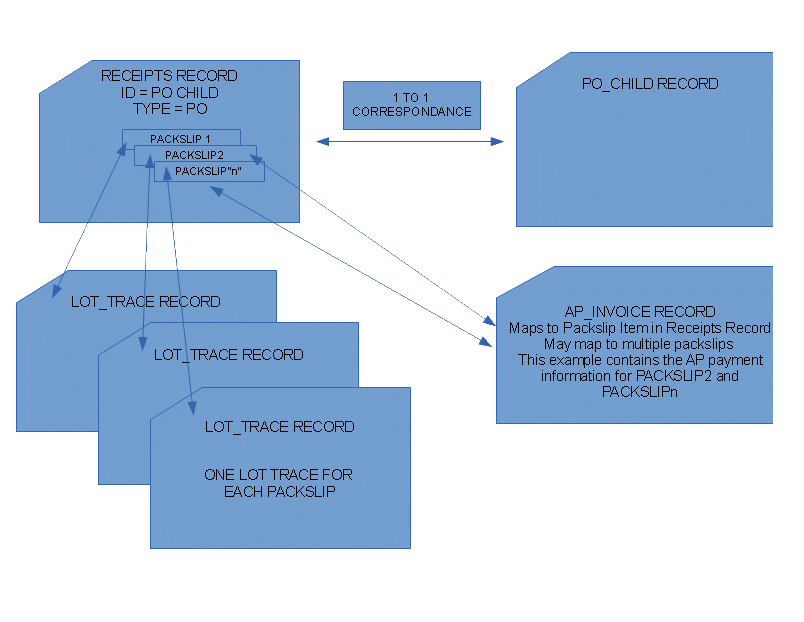 RECEIPTS RECORD
ID = PO CHILD
TYPE = PO
PACKSLIP 1
PACKSLIP2
PACKSLIP"n"
1 TO 1
CORRESPONDANCE
PO_CHILD RECORD
LOT_TRACE RECORD
LOT_TRACE RECORD
LOT_TRACE RECORD
ONE LOT TRACE FOR
EACH PACKSLIP
AP_INVOICE RECORD
Maps to Packslip Item in Receipts Record
May map to multiple packslips
This example contains the AP payment
information for PACKSLIP2 and
PACKSLIPn